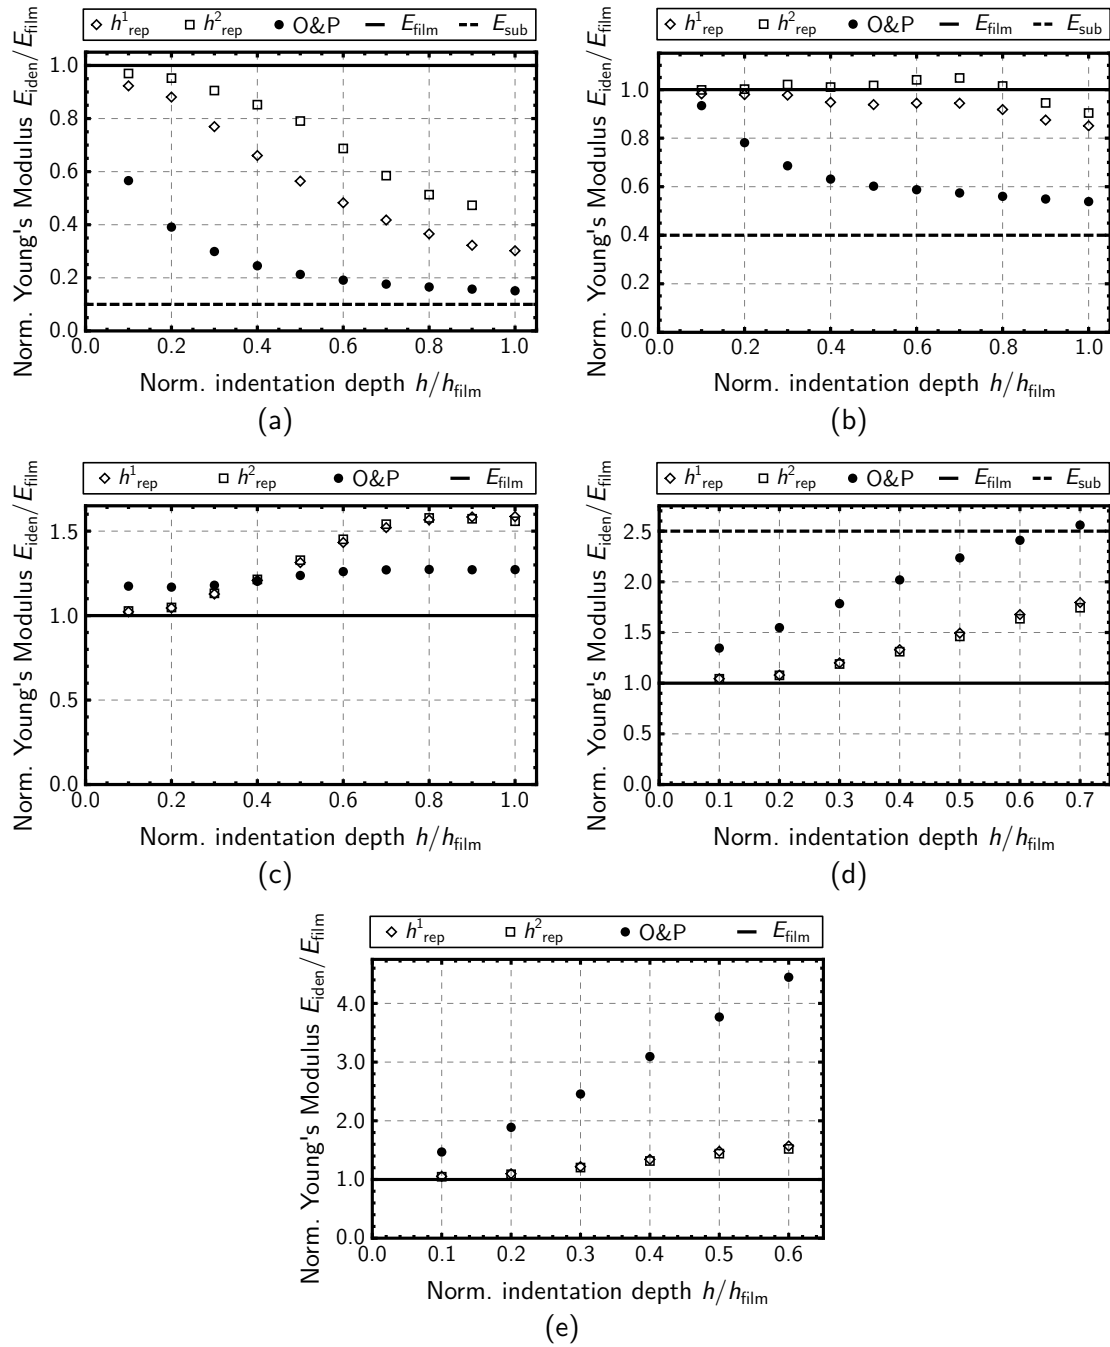 h¹rep h²rep O&P Efilm Esub
Norm. Young's Modulus Eiden/Efilm
1.0
0.8
0.6
0.4
0.2
0.0
0.0 0.2 0.4 0.6 0.8 1.0
Norm. indentation depth h/hfilm
(a)
h¹rep h²rep O&P Efilm Esub
Norm. Young's Modulus Eiden/Efilm
1.0
0.8
0.6
0.4
0.2
0.0
0.0 0.2 0.4 0.6 0.8 1.0
Norm. indentation depth h/hfilm
(b)
h¹rep h²rep O&P Efilm
Norm. Young's Modulus Eiden/Efilm
1.5
1.0
0.5
0.0
0.0 0.2 0.4 0.6 0.8 1.0
Norm. indentation depth h/hfilm
(c)
h¹rep h²rep O&P Efilm Esub
Norm. Young's Modulus Eiden/Efilm
2.5
2.0
1.5
1.0
0.5
0.0
0.0 0.1 0.2 0.3 0.4 0.5 0.6 0.7
Norm. indentation depth h/hfilm
(d)
h¹rep h²rep O&P Efilm
Norm. Young's Modulus Eiden/Efilm
4.0
3.0
2.0
1.0
0.0
0.0 0.1 0.2 0.3 0.4 0.5 0.6
Norm. indentation depth h/hfilm
(e)